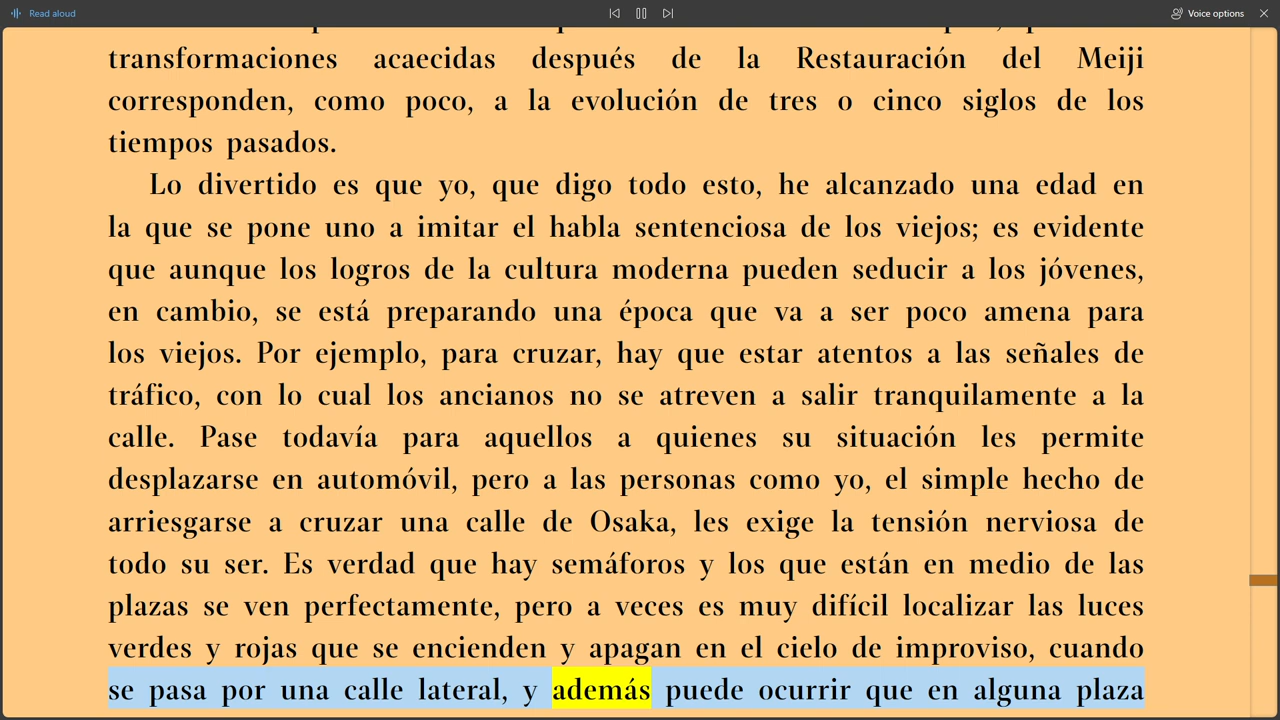 Read aloud
Voice options
transformaciones acaecidas después de la Restauración del Meiji
corresponden, como poco, a la evolución de tres o cinco siglos de los
tiempos pasados.
Lo divertido es que yo, que digo todo esto, he alcanzado una edad en
la que se pone uno a imitar el habla sentenciosa de los viejos; es evidente
que aunque los logros de la cultura moderna pueden seducir a los jóvenes,
en cambio, se está preparando una época que va a ser poco amena para
los viejos. Por ejemplo, para cruzar, hay que estar atentos a las señales de
tráfico, con lo cual los ancianos no se atreven a salir tranquilamente a la
calle. Pase todavía para aquellos a quienes su situación les permite
desplazarse en automóvil, pero a las personas como yo, el simple hecho de
arriesgarse a cruzar una calle de Osaka, les exige la tensión nerviosa de
todo su ser. Es verdad que hay semáforos y los que están en medio de las
plazas se ven perfectamente, pero a veces es muy difícil localizar las luces
verdes y rojas que se encienden y apagan en el cielo de improviso, cuando
se pasa por una calle lateral, y además puede ocurrir que en alguna plaza